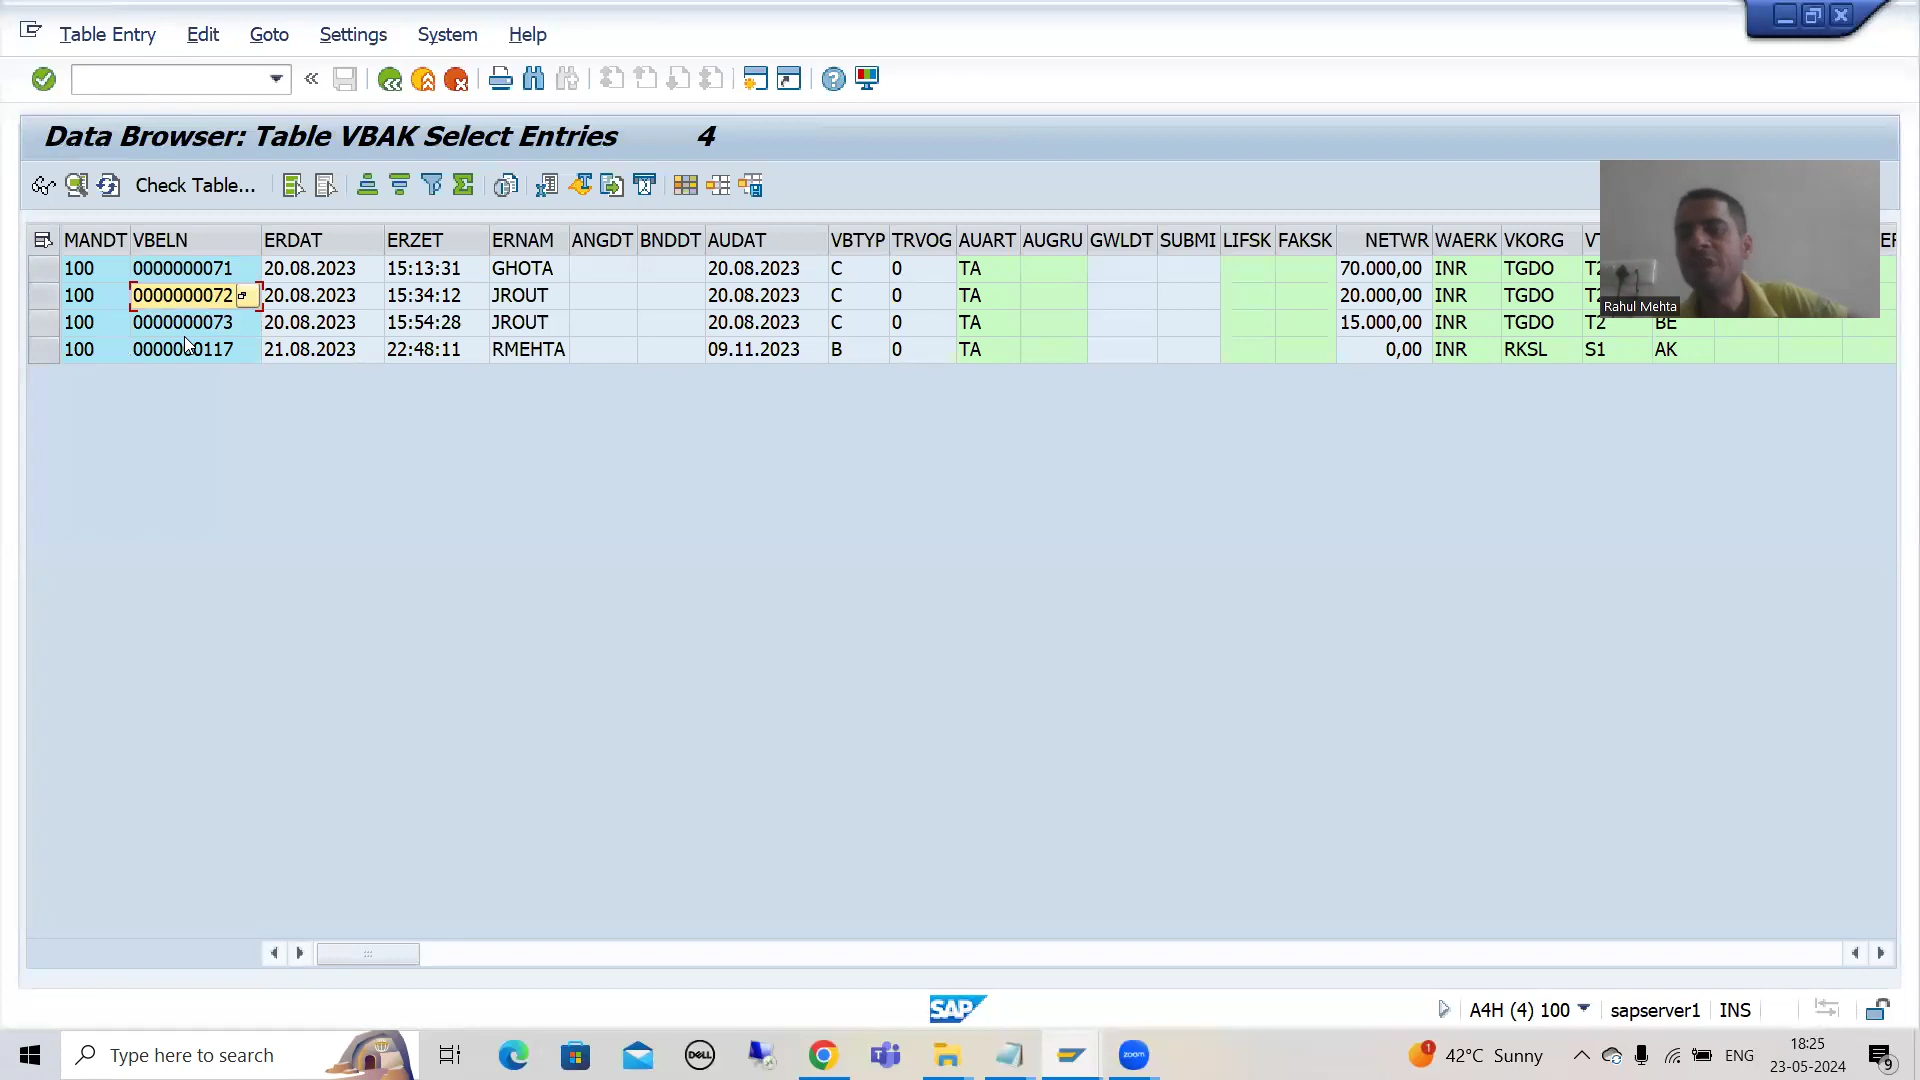 Table Entry Edit Goto Settings System Help
Data Browser: Table VBAK Select Entries 4
Check Table...
MANDT VBELN ERDAT ERZET ERNAM ANGDT BNDDT AUDAT VBTYP TRVOG AUART AUGRU GWLDT SUBMI LIFSK FAKSK NETWR WAERK VKORG
100 0000000071 20.08.2023 15:13:31 GHOTA 20.08.2023 C 0 TA 70.000,00 INR TGDO
100 0000000072 20.08.2023 15:34:12 JROUT 20.08.2023 C 0 TA 20.000,00 INR TGDO
100 0000000073 20.08.2023 15:54:28 JROUT 20.08.2023 C 0 TA 15.000,00 INR TGDO T2 BE
100 0000000117 21.08.2023 22:48:11 RMEHTA 09.11.2023 B 0 TA 0,00 INR RKSL S1 AK
Rahul Mehta
SAP
A4H (4) 100 sapserver1 INS
Type here to search
DELL
zoom
1
42°C Sunny
ENG
18:25
23-05-2024
9